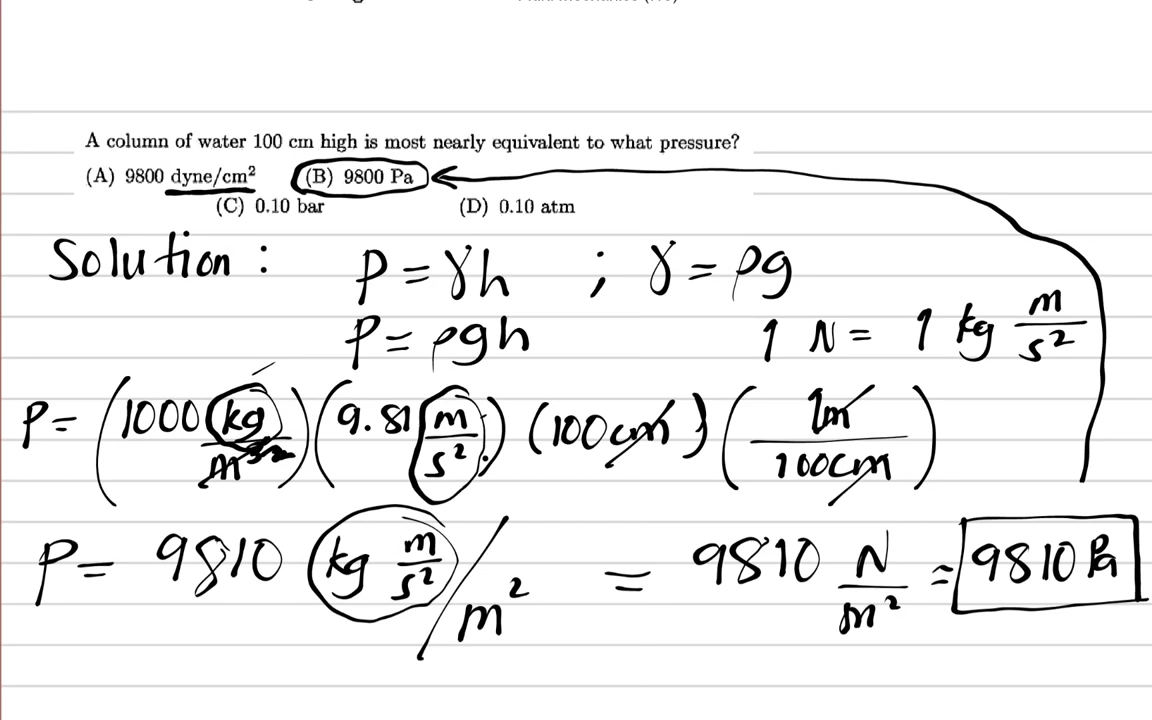 A column of water 100 cm high is most nearly equivalent to what pressure?
(A) 9800 dyne/cm² (B) 9800 Pa
(C) 0.10 bar (D) 0.10 atm
Solution : P = γh ; γ = ρg
P = ρgh 1 N = 1 kg m/s²
P = (1000 kg/m³)(9.81 m/s²)(100cm)(1m/100cm)
P = 9810 (kg m/s²)/m² = 9810 N/m² = 9810 Pa